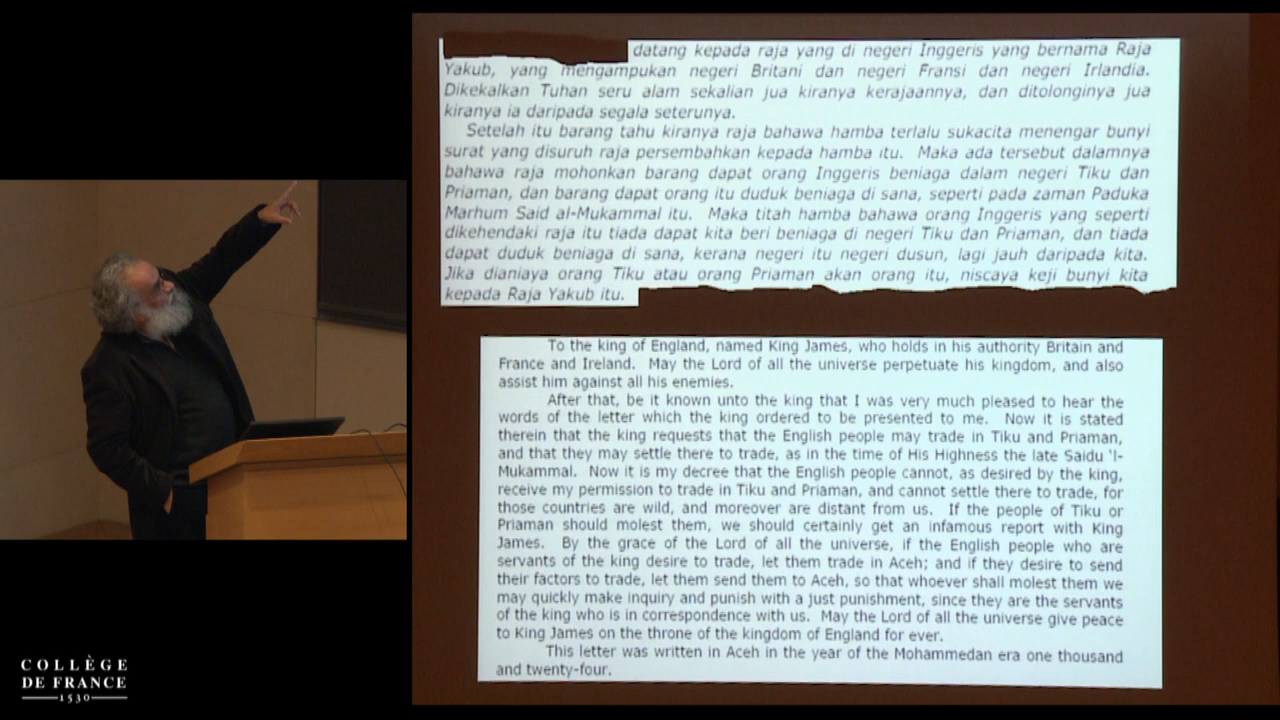 datang kepada raja yang di negeri Inggeris yang bernama Raja
Yakub, yang mengampukan negeri Britani dan negeri Fransi dan negeri Irlandia.
Dikekalkan Tuhan seru alam sekalian jua kiranya kerajaannya, dan ditolonginya jua
kiranya ia daripada segala seterunya.
Setelah itu barang tahu kiranya raja bahawa hamba terlalu sukacita menengar bunyi
surat yang disuruh raja persembahkan kepada hamba itu. Maka ada tersebut dalamnya
bahawa raja mohonkan barang dapat orang Inggeris beniaga dalam negeri Tiku dan
Priaman, dan barang dapat orang itu duduk beniaga di sana, seperti pada zaman Paduka
Marhum Said al-Mukammal itu. Maka titah hamba bahawa orang Inggeris yang seperti
dikehendaki raja itu tiada dapat kita beri beniaga di negeri Tiku dan Priaman, dan tiada
dapat duduk beniaga di sana, kerana negeri itu negeri dusun, lagi jauh daripada kita.
Jika dianiaya orang Tiku atau orang Priaman akan orang itu, niscaya keji bunyi kita
kepada Raja Yakub itu.
To the king of England, named King James, who holds in his authority Britain and
France and Ireland. May the Lord of all the universe perpetuate his kingdom, and also
assist him against all his enemies.
After that, be it known unto the king that I was very much pleased to hear the
words of the letter which the king ordered to be presented to me. Now it is stated
therein that the king requests that the English people may trade in Tiku and Priaman,
and that they may settle there to trade, as in the time of His Highness the late Saidu 'l-
Mukammal. Now it is my decree that the English people cannot, as desired by the king,
receive my permission to trade in Tiku and Priaman, and cannot settle there to trade, for
those countries are wild, and moreover are distant from us. If the people of Tiku or
Priaman should molest them, we should certainly get an infamous report with King
James. By the grace of the Lord of all the universe, if the English people who are
servants of the king desire to trade, let them trade in Aceh; and if they desire to send
their factors to trade, let them send them to Aceh, so that whoever shall molest them we
may quickly make inquiry and punish with a just punishment, since they are the servants
of the king who is in correspondence with us. May the Lord of all the universe give peace
to King James on the throne of the kingdom of England for ever.
This letter was written in Aceh in the year of the Mohammedan era one thousand
and twenty-four.
COLLÈGE
DE FRANCE
1530